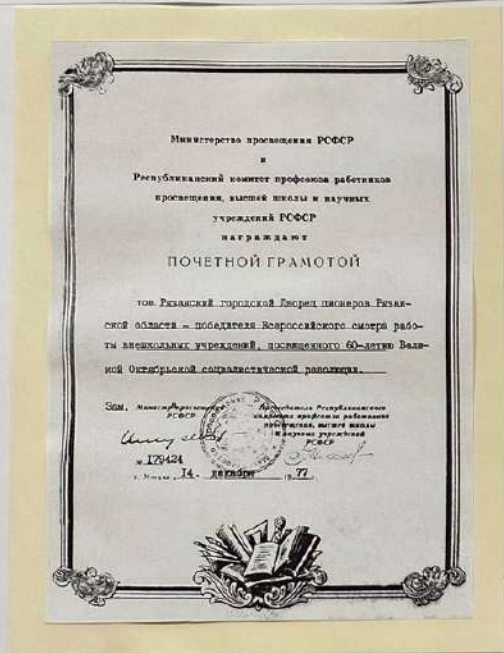 Министерство просвещения РСФСР
и
Республиканский комитет профсоюза работников
просвещения, высшей школы и научных
учреждений РСФСР
награждают
ПОЧЕТНОЙ ГРАМОТОЙ
тов. Рязанский городской Дворец пионеров Рязан-
ской области – победителя Всероссийского смотра рабо-
ты внешкольных учреждений, посвященного 60-летию Вели-
кой Октябрьской социалистической революции.
Зам. Министр просвещения
РСФСР
Председатель Республиканского
комитета профсоюза работников
просвещения, высшей школы
и научных учреждений
РСФСР
№ 179424
г. Москва, 14. декабря 1977